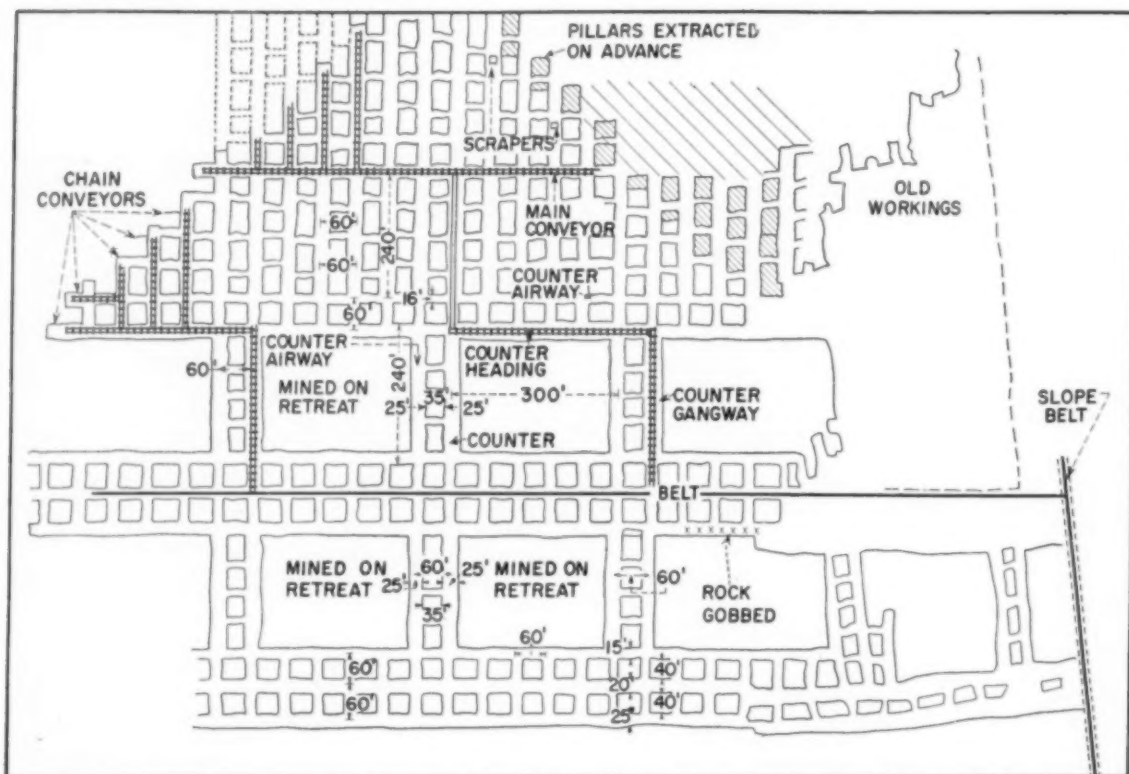 PILLARS EXTRACTED
ON ADVANCE
SCRAPERS
CHAIN
CONVEYORS
OLD
WORKINGS
MAIN
CONVEYOR
60'
240'
60'
COUNTER
AIRWAY
16'
60'
COUNTER
AIRWAY
COUNTER
HEADING
60'
MINED ON
RETREAT
240'
35'
300'
25'
25'
COUNTER
GANGWAY
SLOPE
BELT
COUNTER
BELT
MINED ON
RETREAT
60'
25'
25'
35'
MINED ON
RETREAT
60'
ROCK
GOBBED
60'
15'
60'
40'
20'
60'
40'
25'